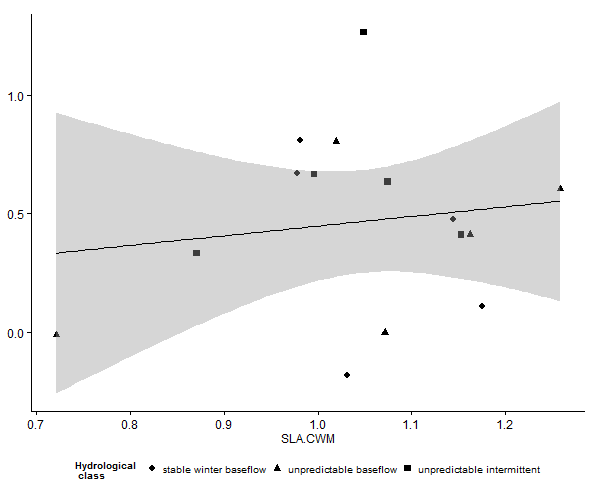 1.0
0.5
0.0
0.7 0.8 0.9 1.0 1.1 1.2
SLA.CWM
Hydrological
class
stable winter baseflow unpredictable baseflow unpredictable intermittent